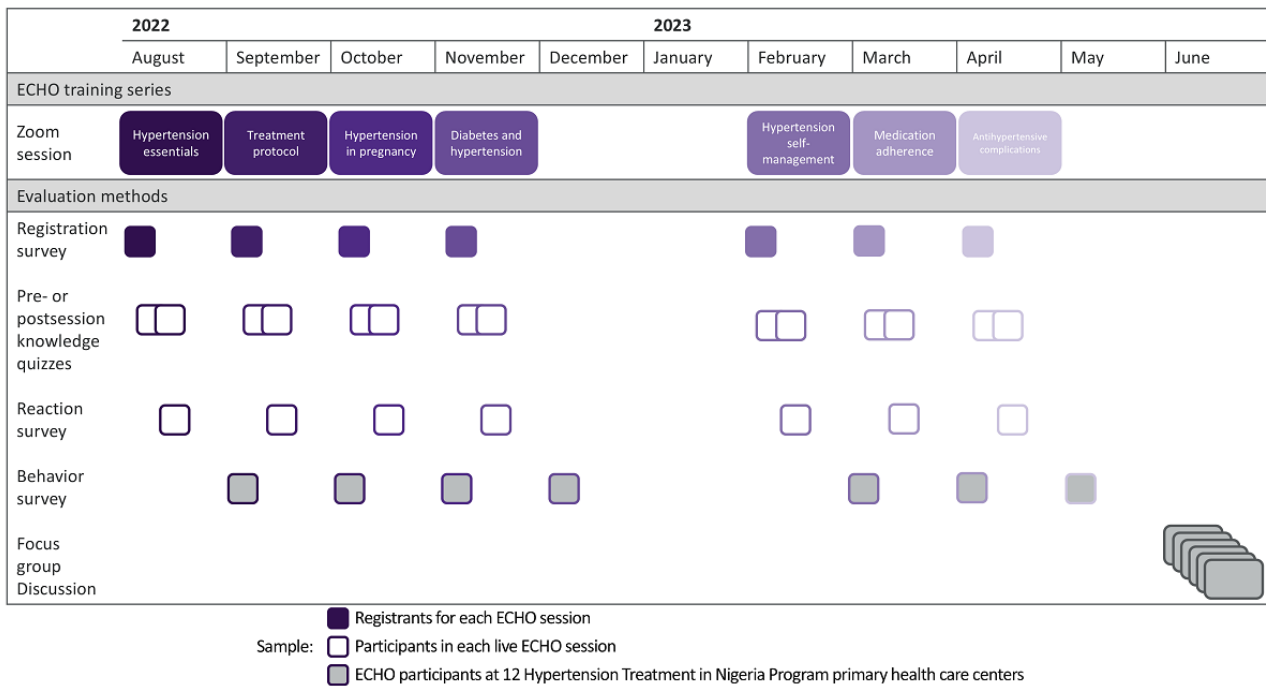 2022 2023
August September October November December January February March April May June
ECHO training series
Zoom
session
Hypertension
essentials
Treatment
protocol
Hypertension
in pregnancy
Diabetes and
hypertension
Hypertension
self-
management
Medication
adherence
Antihypertensive
complications
Evaluation methods
Registration
survey
Pre- or
postsession
knowledge
quizzes
Reaction
survey
Behavior
survey
Focus
group
Discussion
Registrants for each ECHO session
Sample: Participants in each live ECHO session
ECHO participants at 12 Hypertension Treatment in Nigeria Program primary health care centers